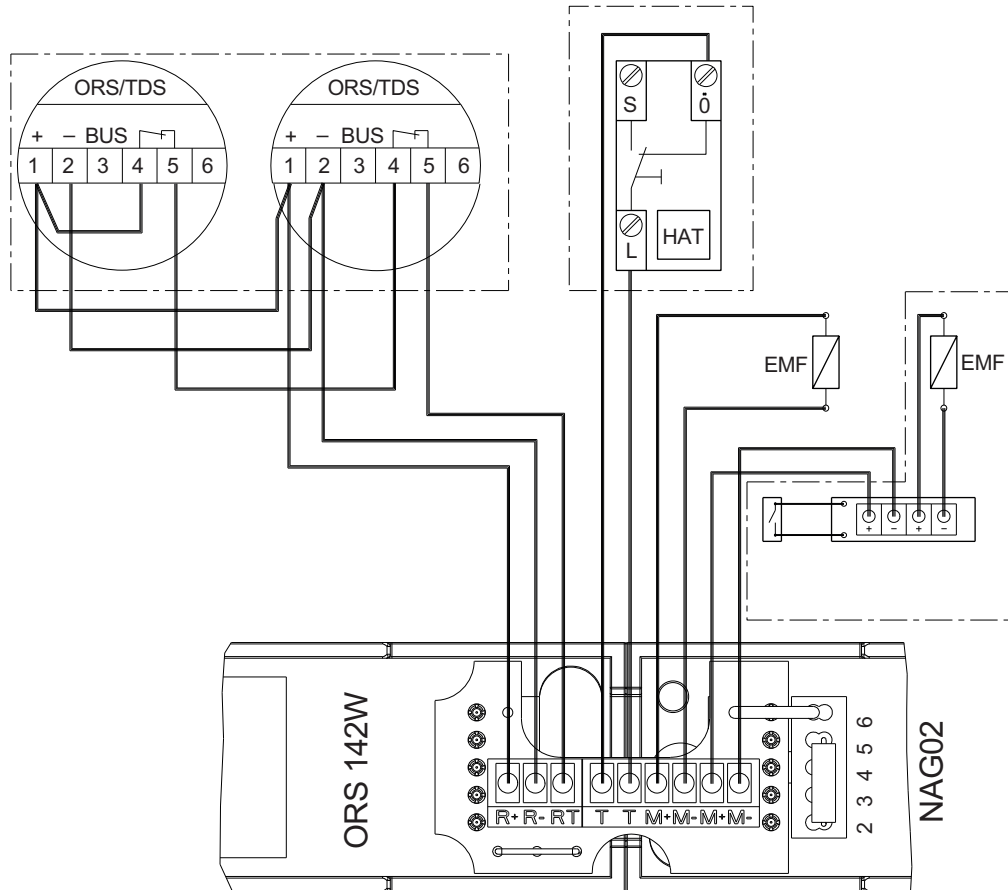 ORS/TDS
+ – BUS
1 2 3 4 5 6
ORS/TDS
+ – BUS
1 2 3 4 5 6
S
Ö
L
HAT
EMF
EMF
+ – + –
ORS 142W
R+ R- RT T T M+ M- M+ M-
2 3 4 5 6
NAG02